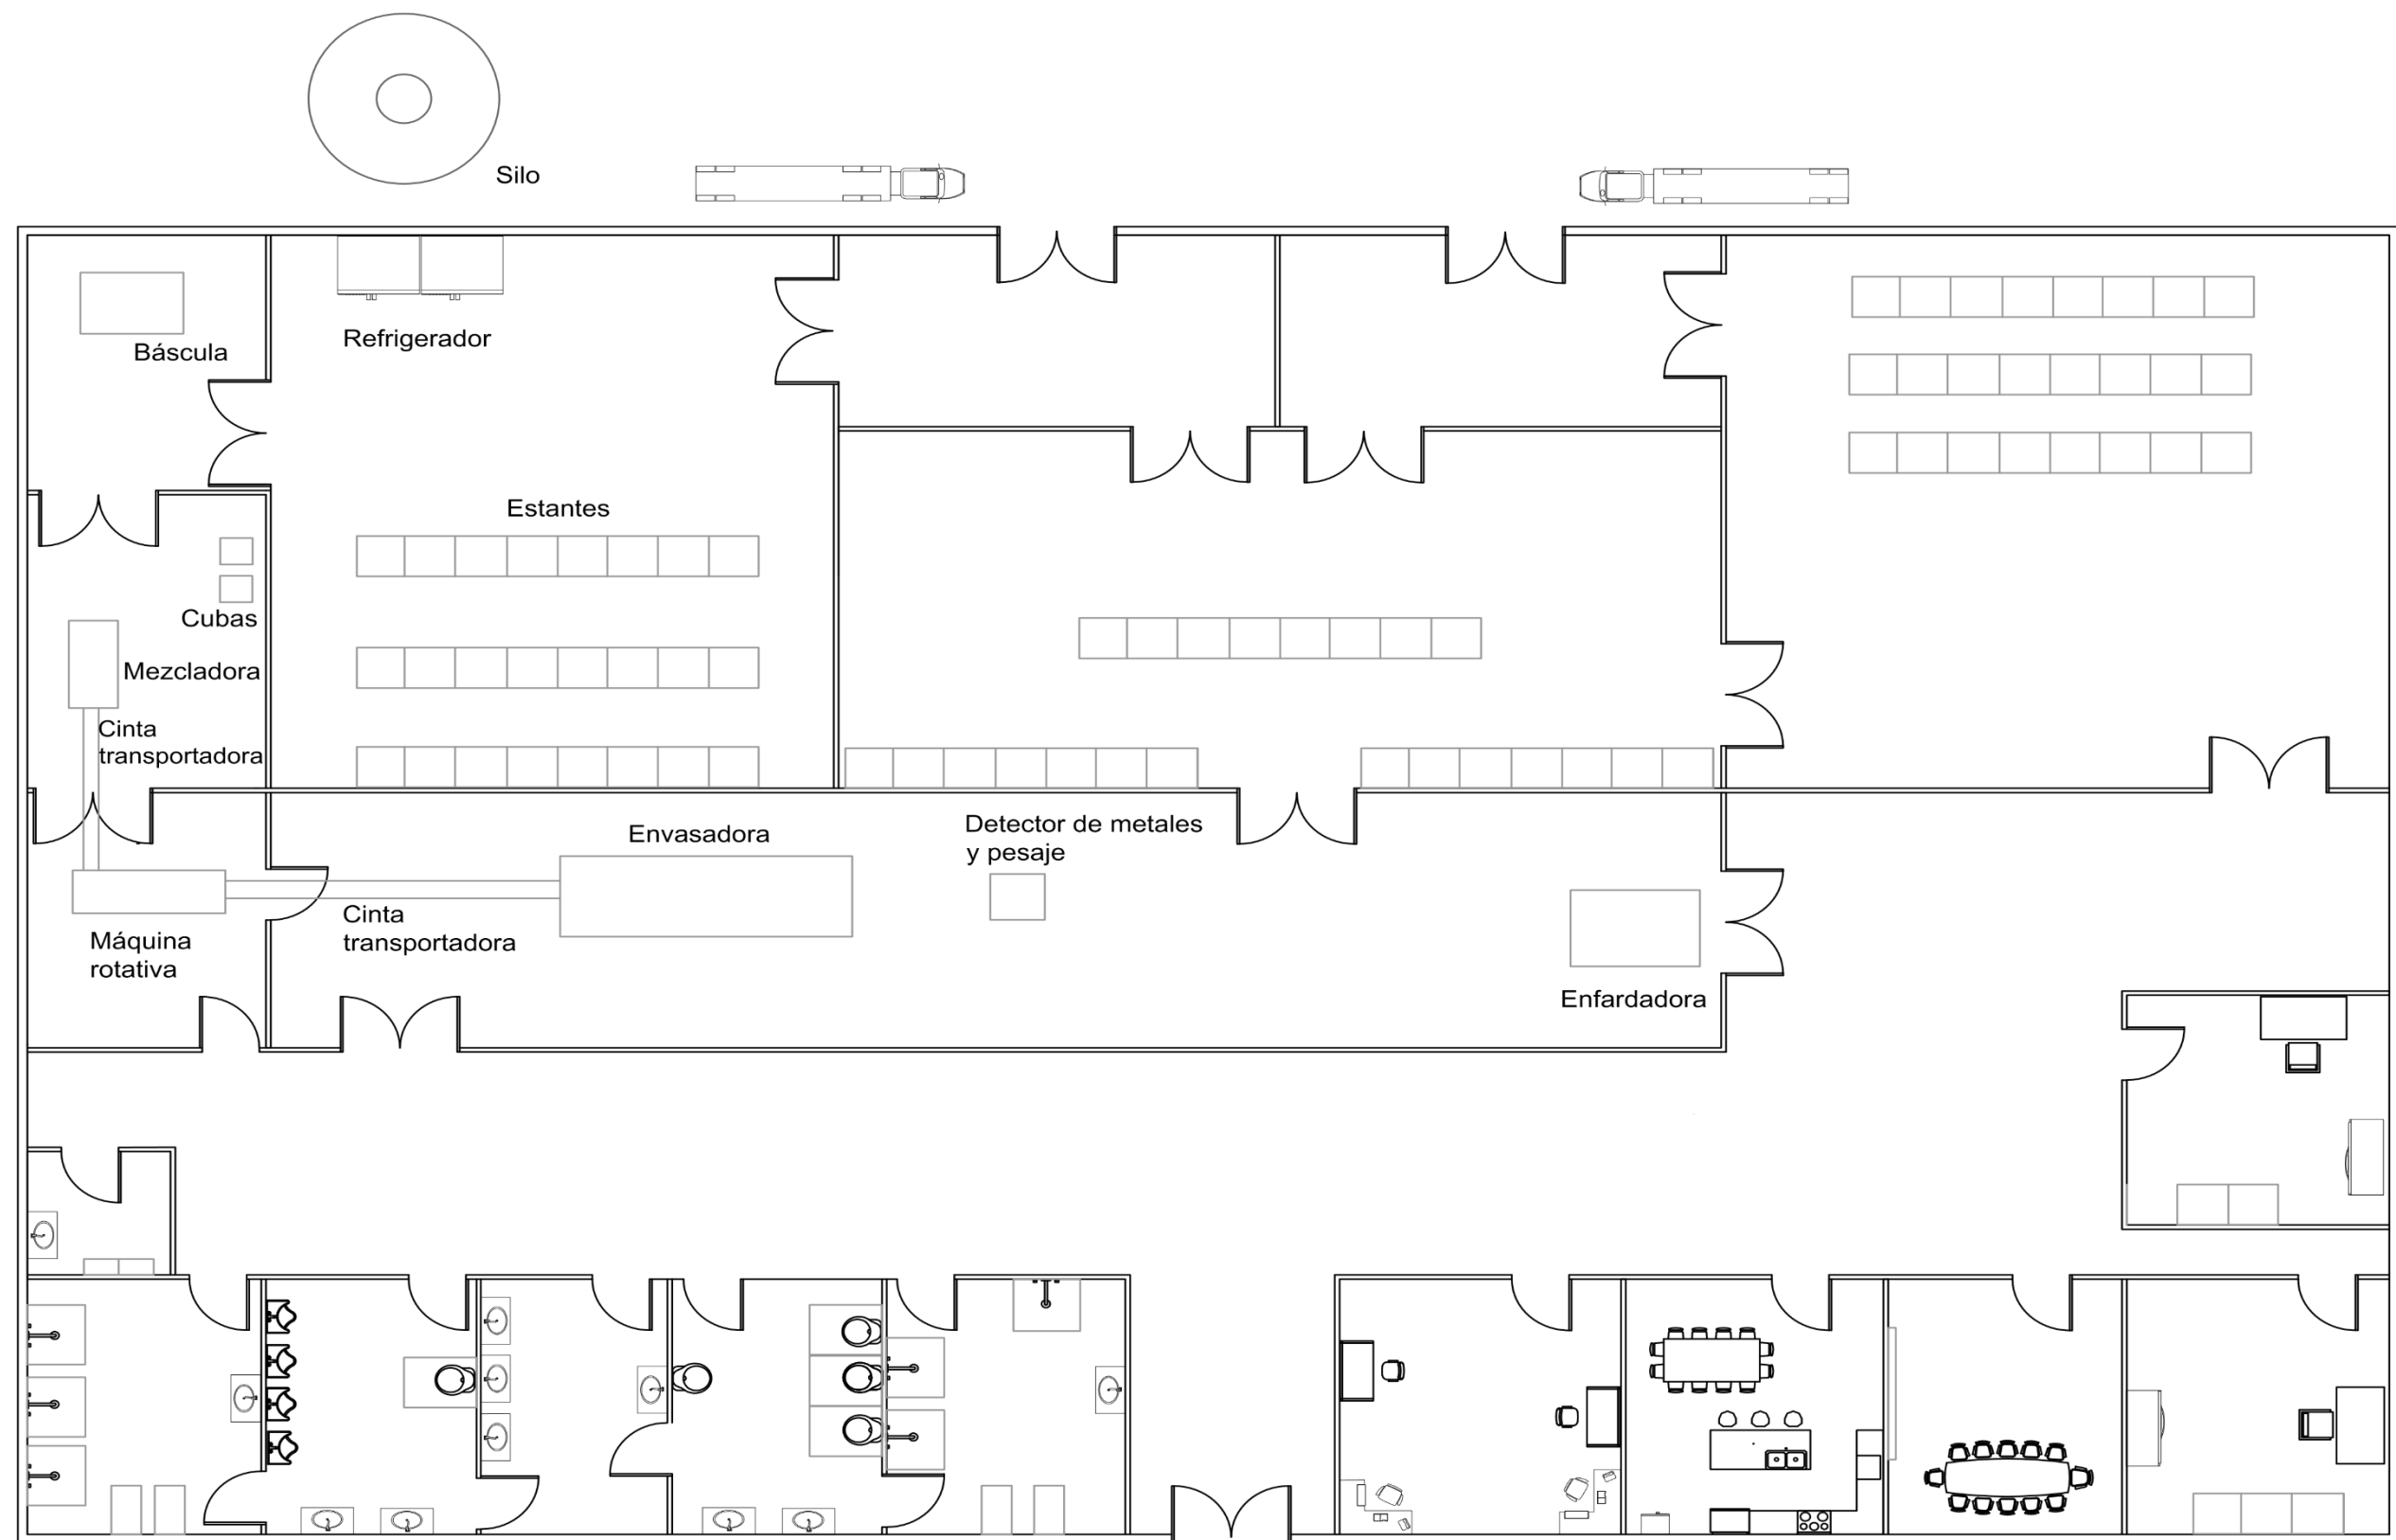 Silo
Báscula
Refrigerador
Estantes
Cubas
Mezcladora
Cinta
transportadora
Envasadora
Detector de metales
y pesaje
Cinta
transportadora
Máquina
rotativa
Enfardadora